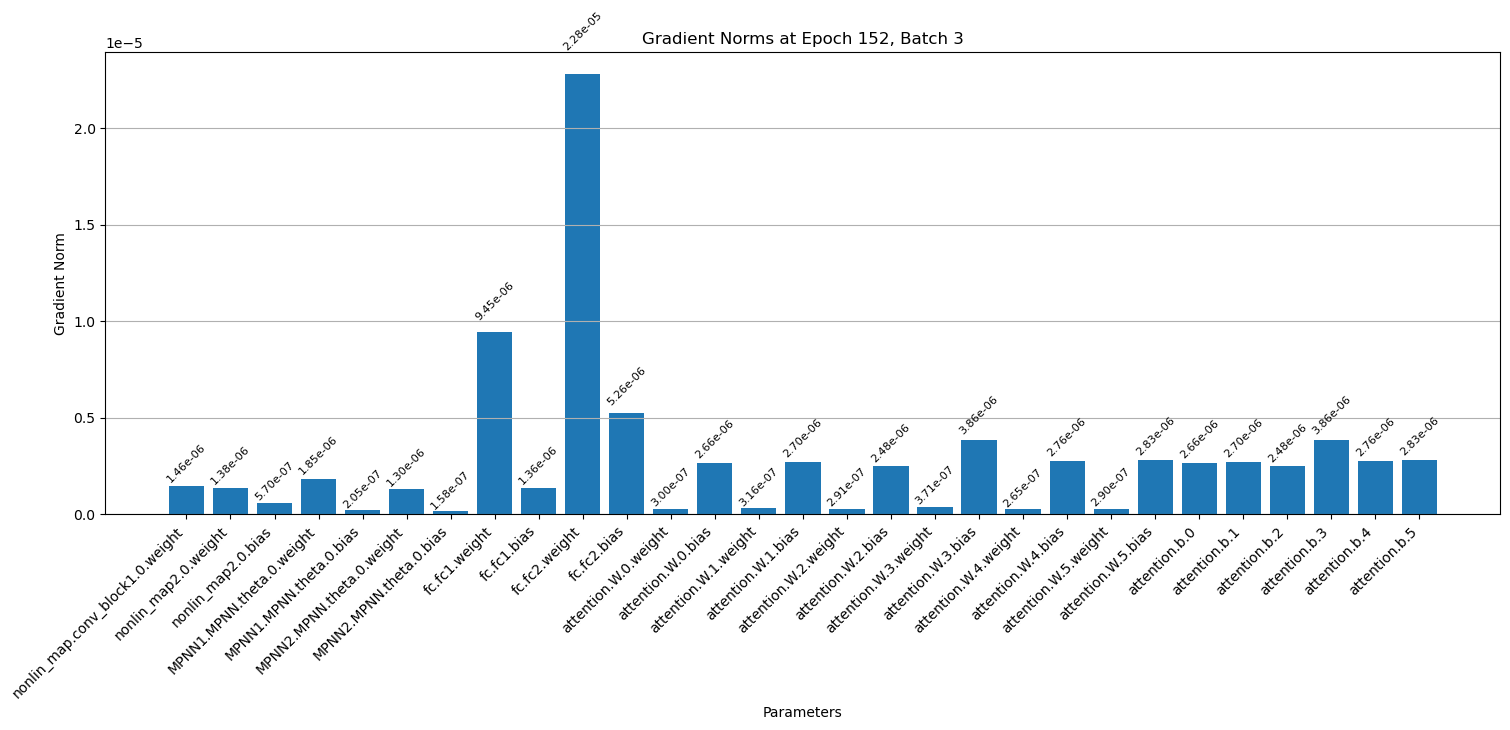 Gradient Norms at Epoch 152, Batch 3
1e−5
2.0
1.5
1.0
0.5
0.0
Gradient Norm
1.46e-06
1.38e-06
5.70e-07
1.85e-06
2.05e-07
1.30e-06
1.58e-07
9.45e-06
1.36e-06
2.28e-05
5.26e-06
3.00e-07
2.66e-06
3.16e-07
2.70e-06
2.91e-07
2.48e-06
3.71e-07
3.86e-06
2.65e-07
2.76e-06
2.90e-07
2.83e-06
2.66e-06
2.70e-06
2.48e-06
3.86e-06
2.76e-06
2.83e-06
nonlin_map.conv_block1.0.weight
nonlin_map2.0.weight
nonlin_map2.0.bias
MPNN1.MPNN.theta.0.weight
MPNN1.MPNN.theta.0.bias
MPNN2.MPNN.theta.0.weight
MPNN2.MPNN.theta.0.bias
fc.fc1.weight
fc.fc1.bias
fc.fc2.weight
fc.fc2.bias
attention.W.0.weight
attention.W.0.bias
attention.W.1.weight
attention.W.1.bias
attention.W.2.weight
attention.W.2.bias
attention.W.3.weight
attention.W.3.bias
attention.W.4.weight
attention.W.4.bias
attention.W.5.weight
attention.W.5.bias
attention.b.0
attention.b.1
attention.b.2
attention.b.3
attention.b.4
attention.b.5
Parameters